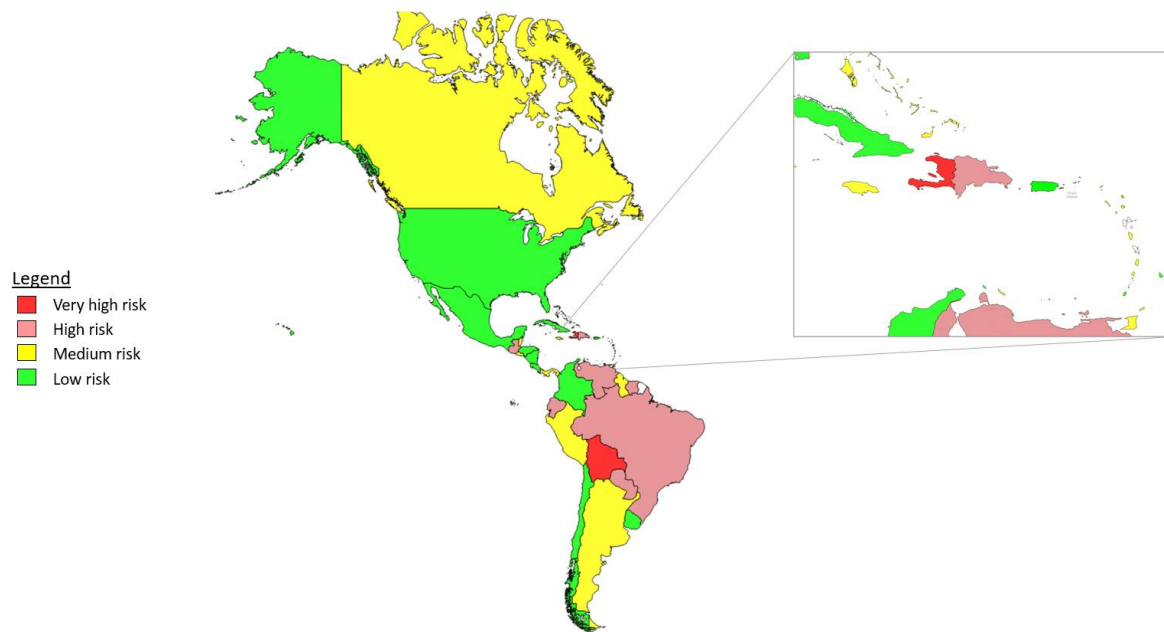 Legend
Very high risk
High risk
Medium risk
Low risk